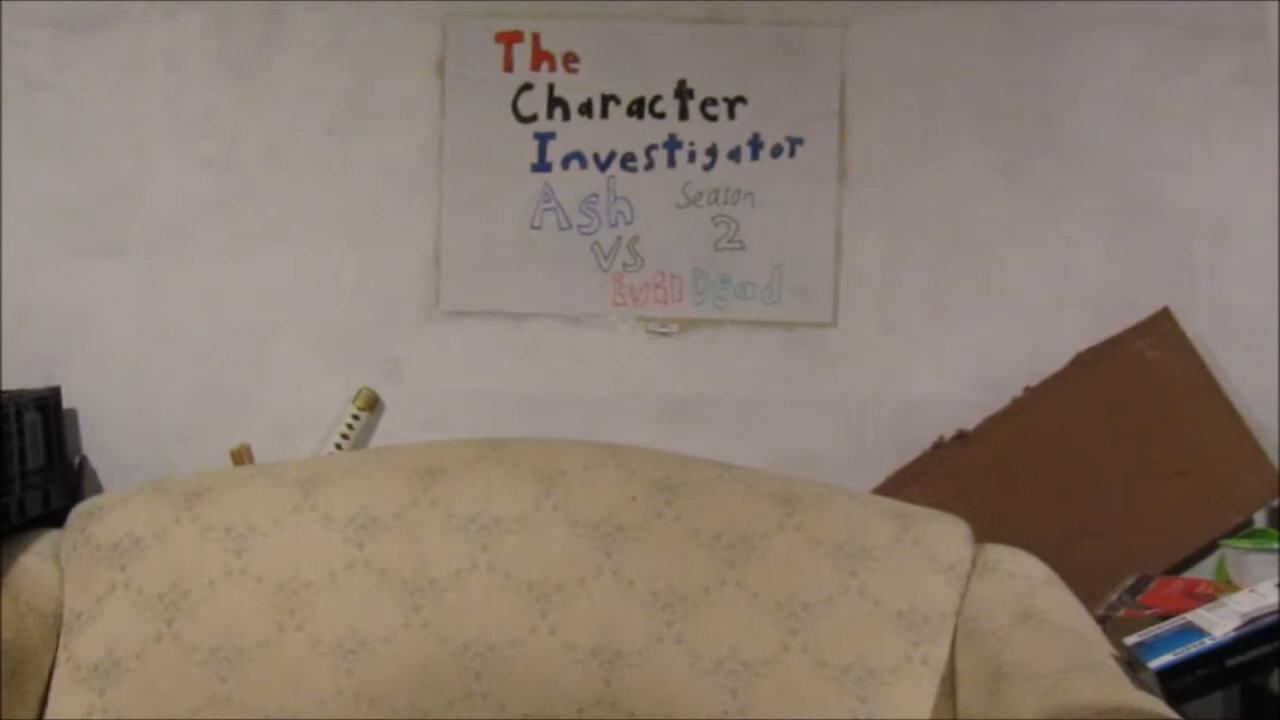 The
Character
Investigator
Ash Season
vs 2
Evil Dead